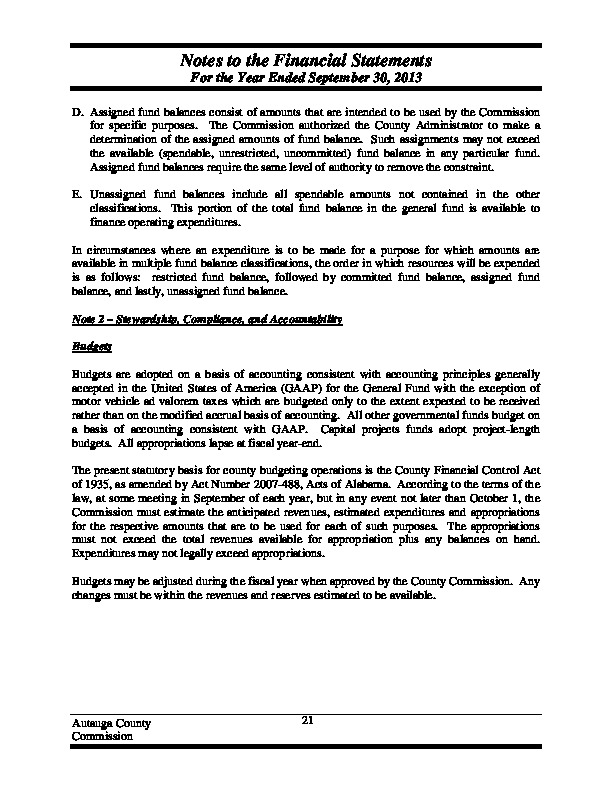 Notes to the Financial Statements
For the Year Ended September 30, 2013
D. Assigned fund balances consist of amounts that are intended to be used by the Commission
for specific purposes. The Commission authorized the County Administrator to make a
determination of the assigned amounts of fund balance. Such assignments may not exceed
the available (spendable, unrestricted, uncommitted) fund balance in any particular fund.
Assigned fund balances require the same level of authority to remove the constraint.
E. Unassigned fund balances include all spendable amounts not contained in the other
classifications. This portion of the total fund balance in the general fund is available to
finance operating expenditures.
In circumstances where an expenditure is to be made for a purpose for which amounts are
available in multiple fund balance classifications, the order in which resources will be expended
is as follows: restricted fund balance, followed by committed fund balance, assigned fund
balance, and lastly, unassigned fund balance.
Note 2 – Stewardship, Compliance, and Accountability
Budgets
Budgets are adopted on a basis of accounting consistent with accounting principles generally
accepted in the United States of America (GAAP) for the General Fund with the exception of
motor vehicle ad valorem taxes which are budgeted only to the extent expected to be received
rather than on the modified accrual basis of accounting. All other governmental funds budget on
a basis of accounting consistent with GAAP. Capital projects funds adopt project-length
budgets. All appropriations lapse at fiscal year-end.
The present statutory basis for county budgeting operations is the County Financial Control Act
of 1935, as amended by Act Number 2007-488, Acts of Alabama. According to the terms of the
law, at some meeting in September of each year, but in any event not later than October 1, the
Commission must estimate the anticipated revenues, estimated expenditures and appropriations
for the respective amounts that are to be used for each of such purposes. The appropriations
must not exceed the total revenues available for appropriation plus any balances on hand.
Expenditures may not legally exceed appropriations.
Budgets may be adjusted during the fiscal year when approved by the County Commission. Any
changes must be within the revenues and reserves estimated to be available.
Autauga County
Commission
21